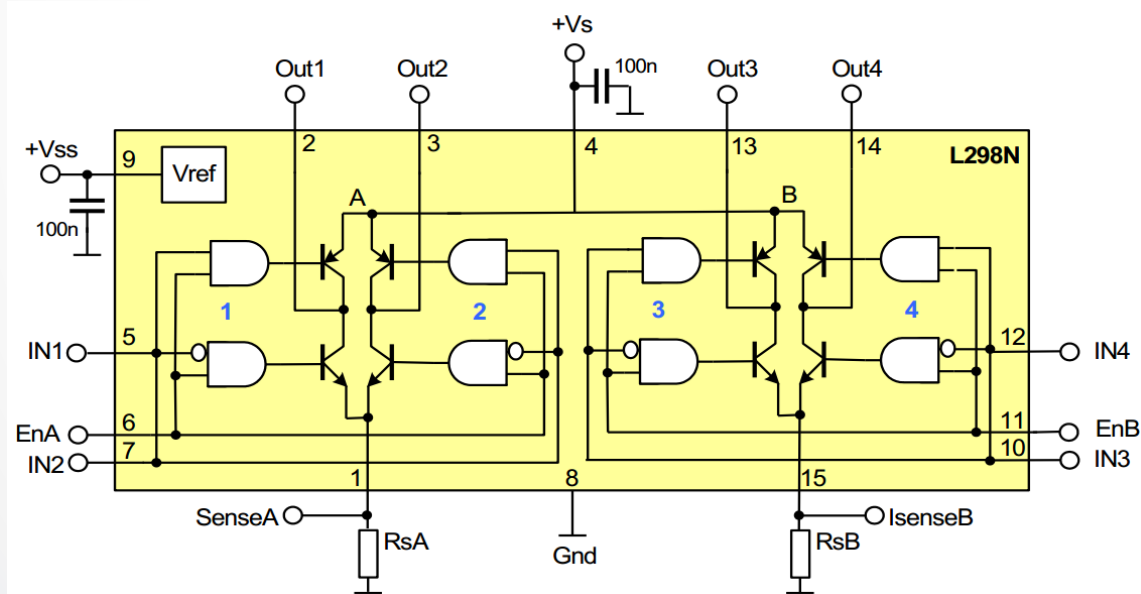 +Vs
100n
Out1
Out2
Out3
Out4
2
3
4
13
14
L298N
+Vss
9
Vref
100n
A
B
1
2
3
4
5
IN1
12
IN4
6
EnA
11
EnB
7
IN2
10
IN3
1
8
15
SenseA
IsenseB
RsA
Gnd
RsB